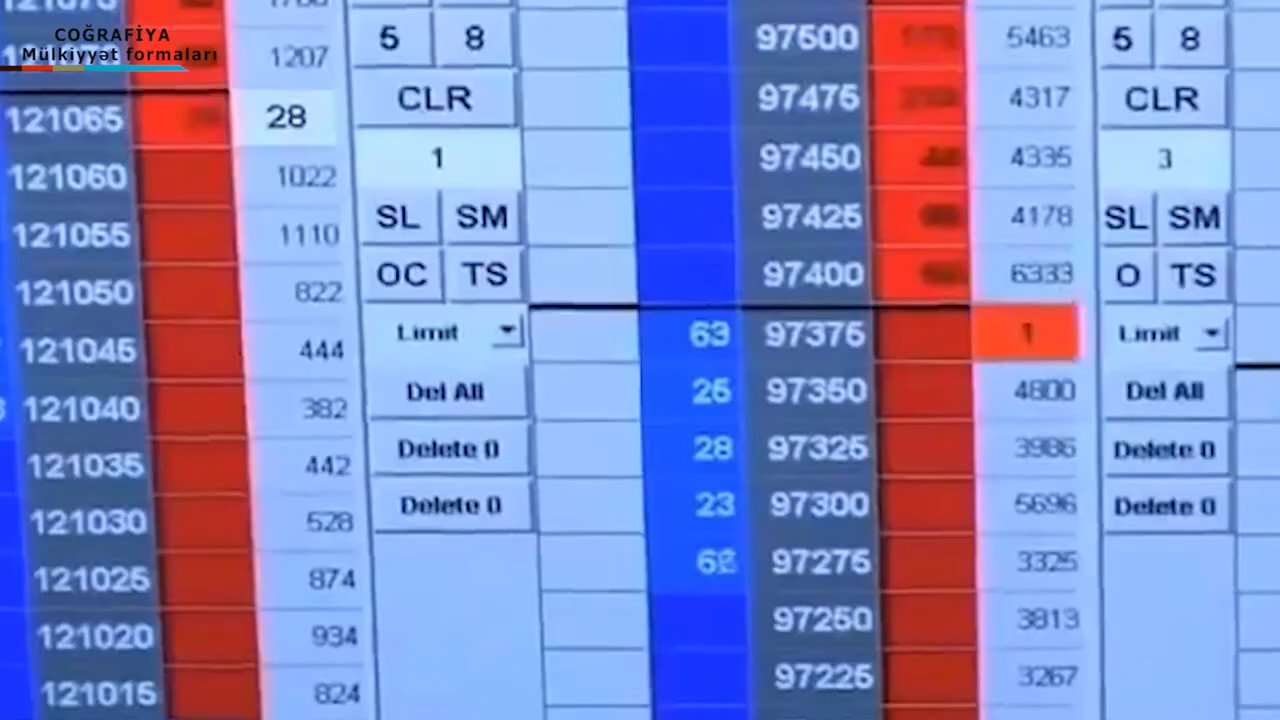 COĞRAFİYA
Mülkiyyət formaları
1207 5 8 97500 5463 5 8
CLR 97475 4317 CLR
121065 28
121060 1022 1 97450 4335 3
121055 1110 SL SM 97425 4178 SL SM
121050 822 OC TS 97400 6333 O TS
121045 444 Limit 63 97375 1 Limit
121040 382 Del All 26 97350 4800 Del All
121035 442 Delete 0 28 97325 3986 Delete 0
121030 528 Delete 0 23 97300 5696 Delete 0
121025 874 97275 3325
121020 934 97250 3813
121015 824 97225 3267